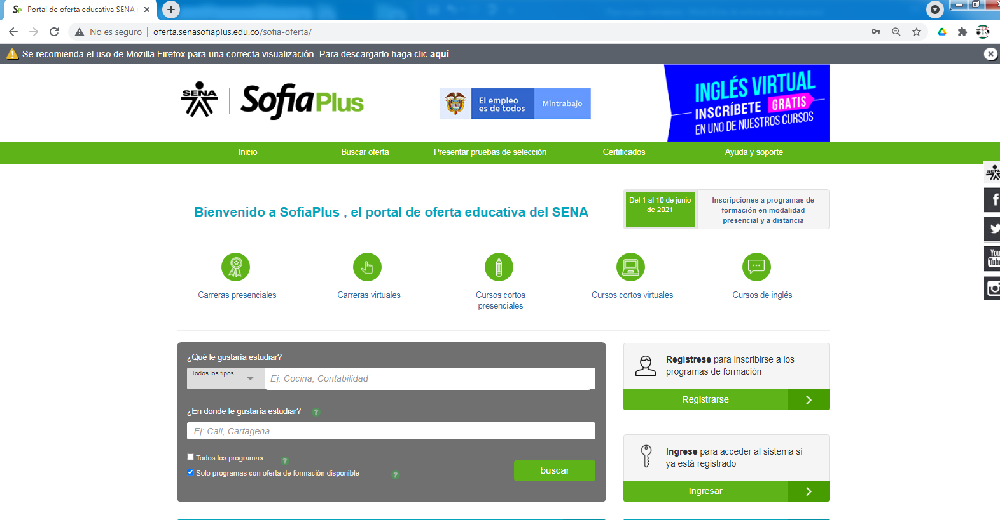 Portal de oferta educativa SENA
No es seguro
oferta.senasofiaplus.edu.co/sofia-oferta/
Se recomienda el uso de Mozilla Firefox para una correcta visualización. Para descargarlo haga clic aquí
SENA
SofiaPlus
El empleo
es de todos
Mintrabajo
INGLÉS VIRTUAL
INSCRÍBETE GRATIS
EN UNO DE NUESTROS CURSOS
Inicio
Buscar oferta
Presentar pruebas de selección
Certificados
Ayuda y soporte
Bienvenido a SofiaPlus , el portal de oferta educativa del SENA
Del 1 al 10 de junio
de 2021
Inscripciones a programas de
formación en modalidad
presencial y a distancia
Carreras presenciales
Carreras virtuales
Cursos cortos
presenciales
Cursos cortos virtuales
Cursos de inglés
¿Qué le gustaría estudiar?
Todos los tipos
Ej: Cocina, Contabilidad
¿En donde le gustaría estudiar?
?
Ej: Cali, Cartagena
Todos los programas
?
Solo programas con oferta de formación disponible
?
buscar
Regístrese para inscribirse a los
programas de formación
Registrarse
Ingrese para acceder al sistema si
ya está registrado
Ingresar
You
Tube